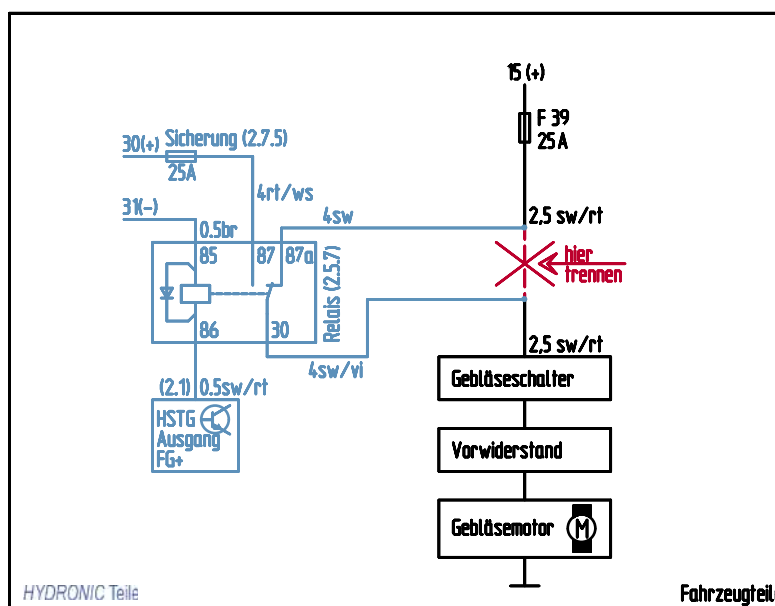 15 (+)
F 39
25A
30(+)
Sicherung (2.7.5)
25A
4rt/ws
31(-)
4sw
2,5 sw/rt
0.5br
85
87
87a
hier
trennen
Relais (2.5.7)
86
30
2,5 sw/rt
4sw/vi
Gebläseschalter
(2.1)
0.5sw/rt
HSTG
Ausgang
FG+
Vorwiderstand
Gebläsemotor
M
HYDRONIC Teile
Fahrzeugteil